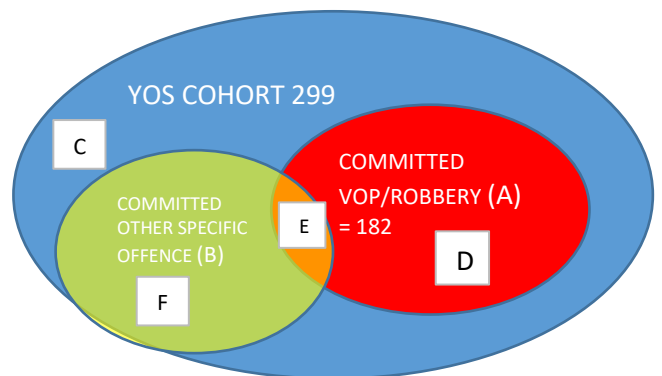 YOS COHORT 299
C
COMMITTED
VOP/ROBBERY (A)
= 182
COMMITTED
OTHER SPECIFIC
OFFENCE (B)
E
D
F